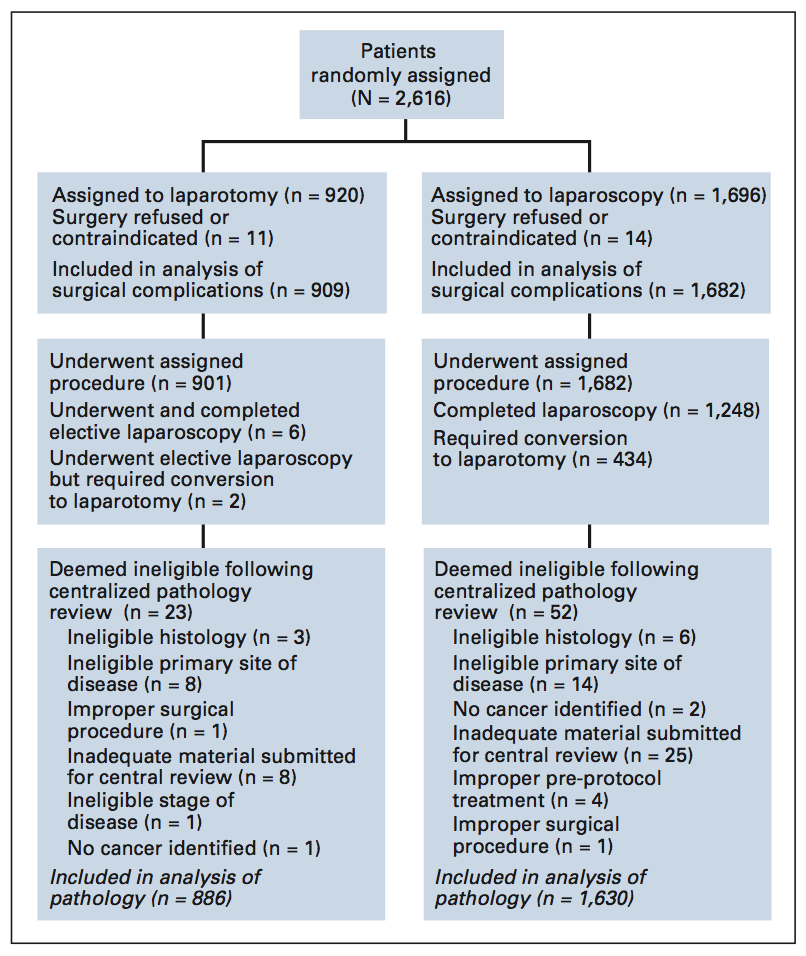 Patients
randomly assigned
(N = 2,616)
Assigned to laparotomy (n = 920)
Surgery refused or
contraindicated (n = 11)
Included in analysis of
surgical complications (n = 909)
Assigned to laparoscopy (n = 1,696)
Surgery refused or
contraindicated (n = 14)
Included in analysis of
surgical complications (n = 1,682)
Underwent assigned
procedure (n = 901)
Underwent and completed
elective laparoscopy (n = 6)
Underwent elective laparoscopy
but required conversion
to laparotomy (n = 2)
Underwent assigned
procedure (n = 1,682)
Completed laparoscopy (n = 1,248)
Required conversion
to laparotomy (n = 434)
Deemed ineligible following
centralized pathology
review (n = 23)
Ineligible histology (n = 3)
Ineligible primary site of
disease (n = 8)
Improper surgical
procedure (n = 1)
Inadequate material submitted
for central review (n = 8)
Ineligible stage of
disease (n = 1)
No cancer identified (n = 1)
Included in analysis of
pathology (n = 886)
Deemed ineligible following
centralized pathology
review (n = 52)
Ineligible histology (n = 6)
Ineligible primary site of
disease (n = 14)
No cancer identified (n = 2)
Inadequate material submitted
for central review (n = 25)
Improper pre-protocol
treatment (n = 4)
Improper surgical
procedure (n = 1)
Included in analysis of
pathology (n = 1,630)